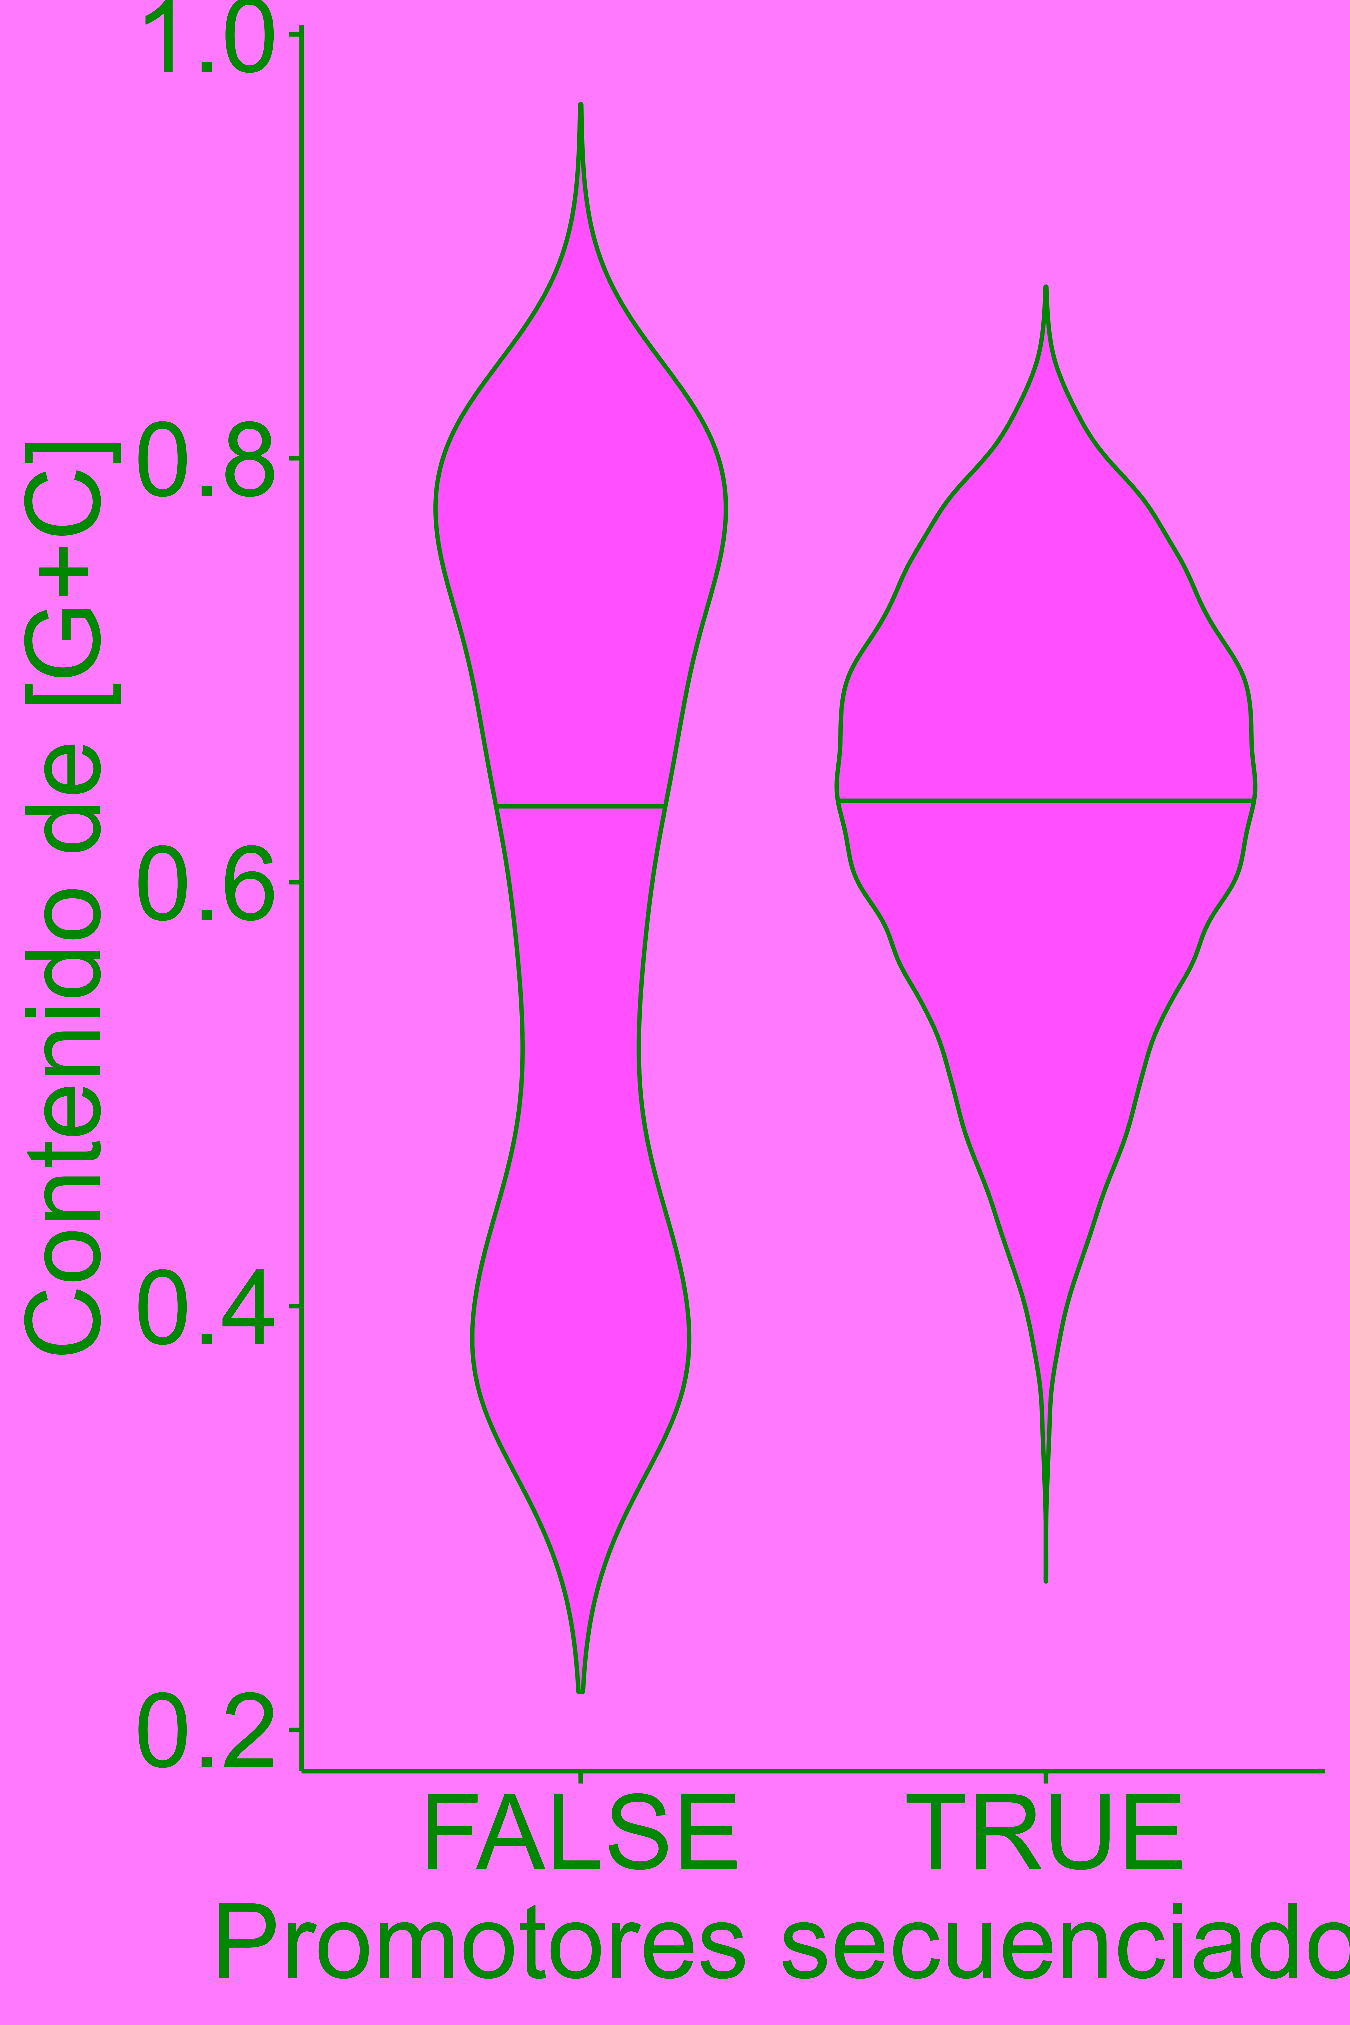 Contenido de [G+C]
1.0
0.8
0.6
0.4
0.2
FALSE TRUE
Promotores secuenciado